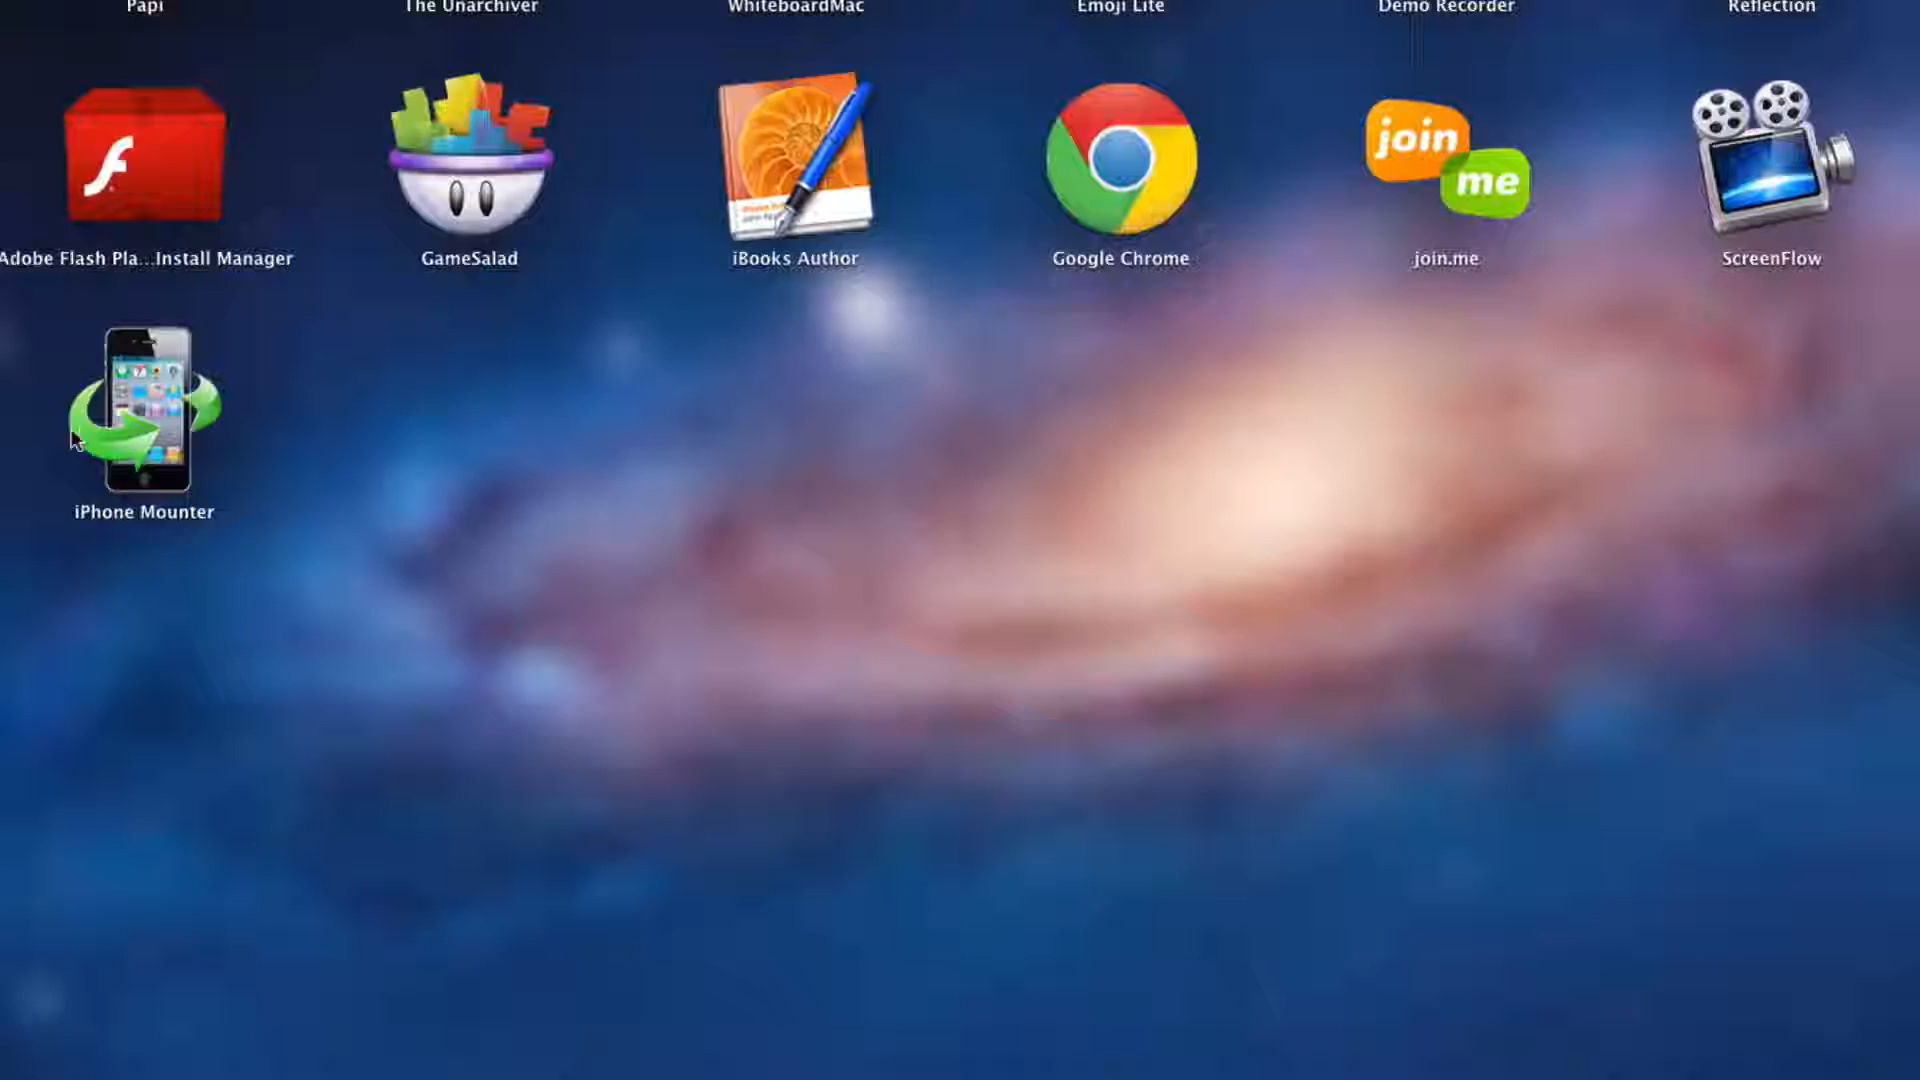 Papi
The Unarchiver
WhiteboardMac
Emoji Lite
Demo Recorder
Reflection
join
me
Adobe Flash Pla...Install Manager
GameSalad
iBooks Author
Google Chrome
join.me
ScreenFlow
iPhone Mounter